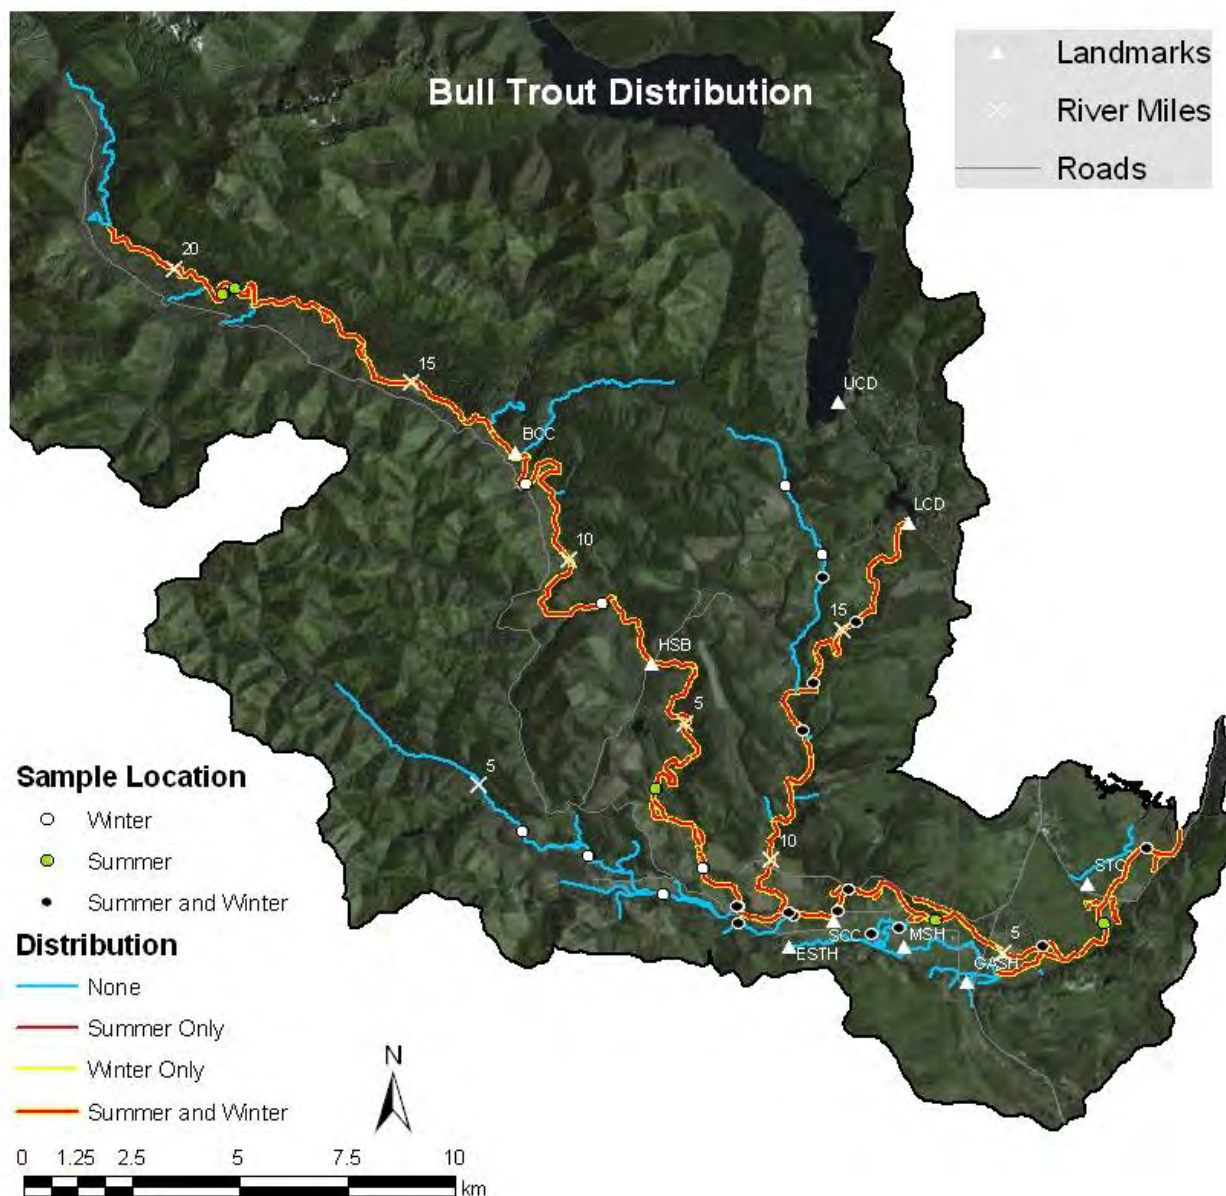 Bull Trout Distribution
Landmarks
River Miles
Roads
20
15
BCC
UCD
LCD
10
15
HSB
5
5
10
STC
SCC
MSH
5
ESTH
GASH
Sample Location
Winter
Summer
Summer and Winter
Distribution
None
Summer Only
Winter Only
Summer and Winter
N
0 1.25 2.5 5 7.5 10
km